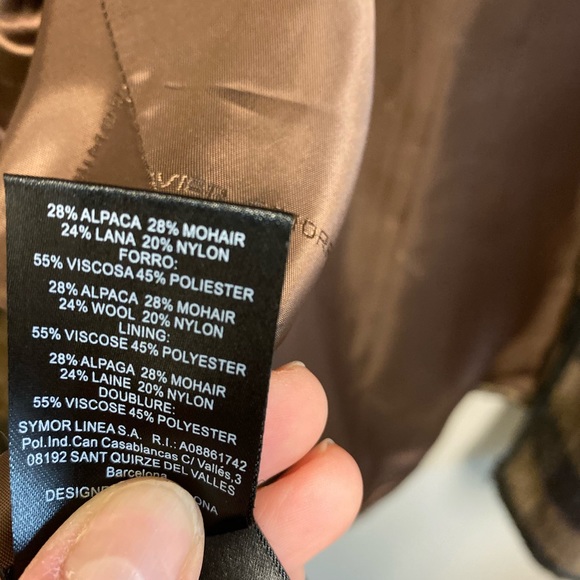 28% ALPACA 28% MOHAIR
24% LANA 20% NYLON
FORRO:
55% VISCOSA 45% POLIESTER
28% ALPACA 28% MOHAIR
24% WOOL 20% NYLON
LINING:
55% VISCOSE 45% POLYESTER
28% ALPAGA 28% MOHAIR
24% LAINE 20% NYLON
DOUBLURE:
55% VISCOSE 45% POLYESTER
SYMOR LINEA S.A. R.I.: A08861742
Pol.Ind.Can Casablancas C/ Vallés,3
08192 SANT QUIRZE DEL VALLES
Barcelona